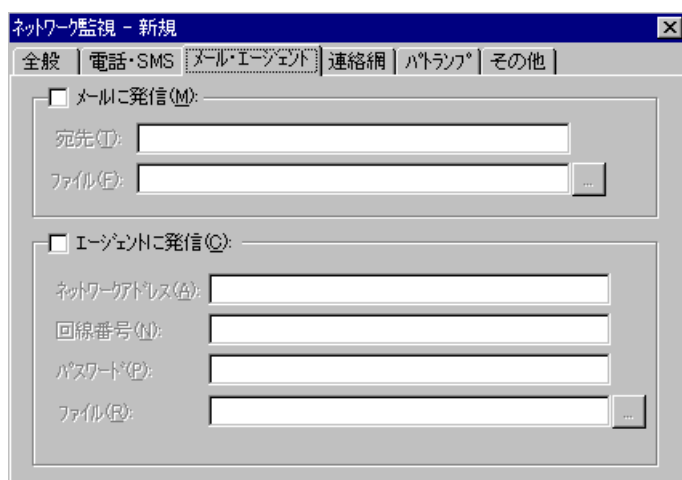 ネットワーク監視 - 新規
全般 電話・SMS メール・エージェント 連絡網 パトランプ その他
メールに発信(M):
宛先(T):
ファイル(F): ...
エージェントに発信(C):
ネットワークアドレス(A):
回線番号(N):
パスワード(P):
ファイル(R): ...